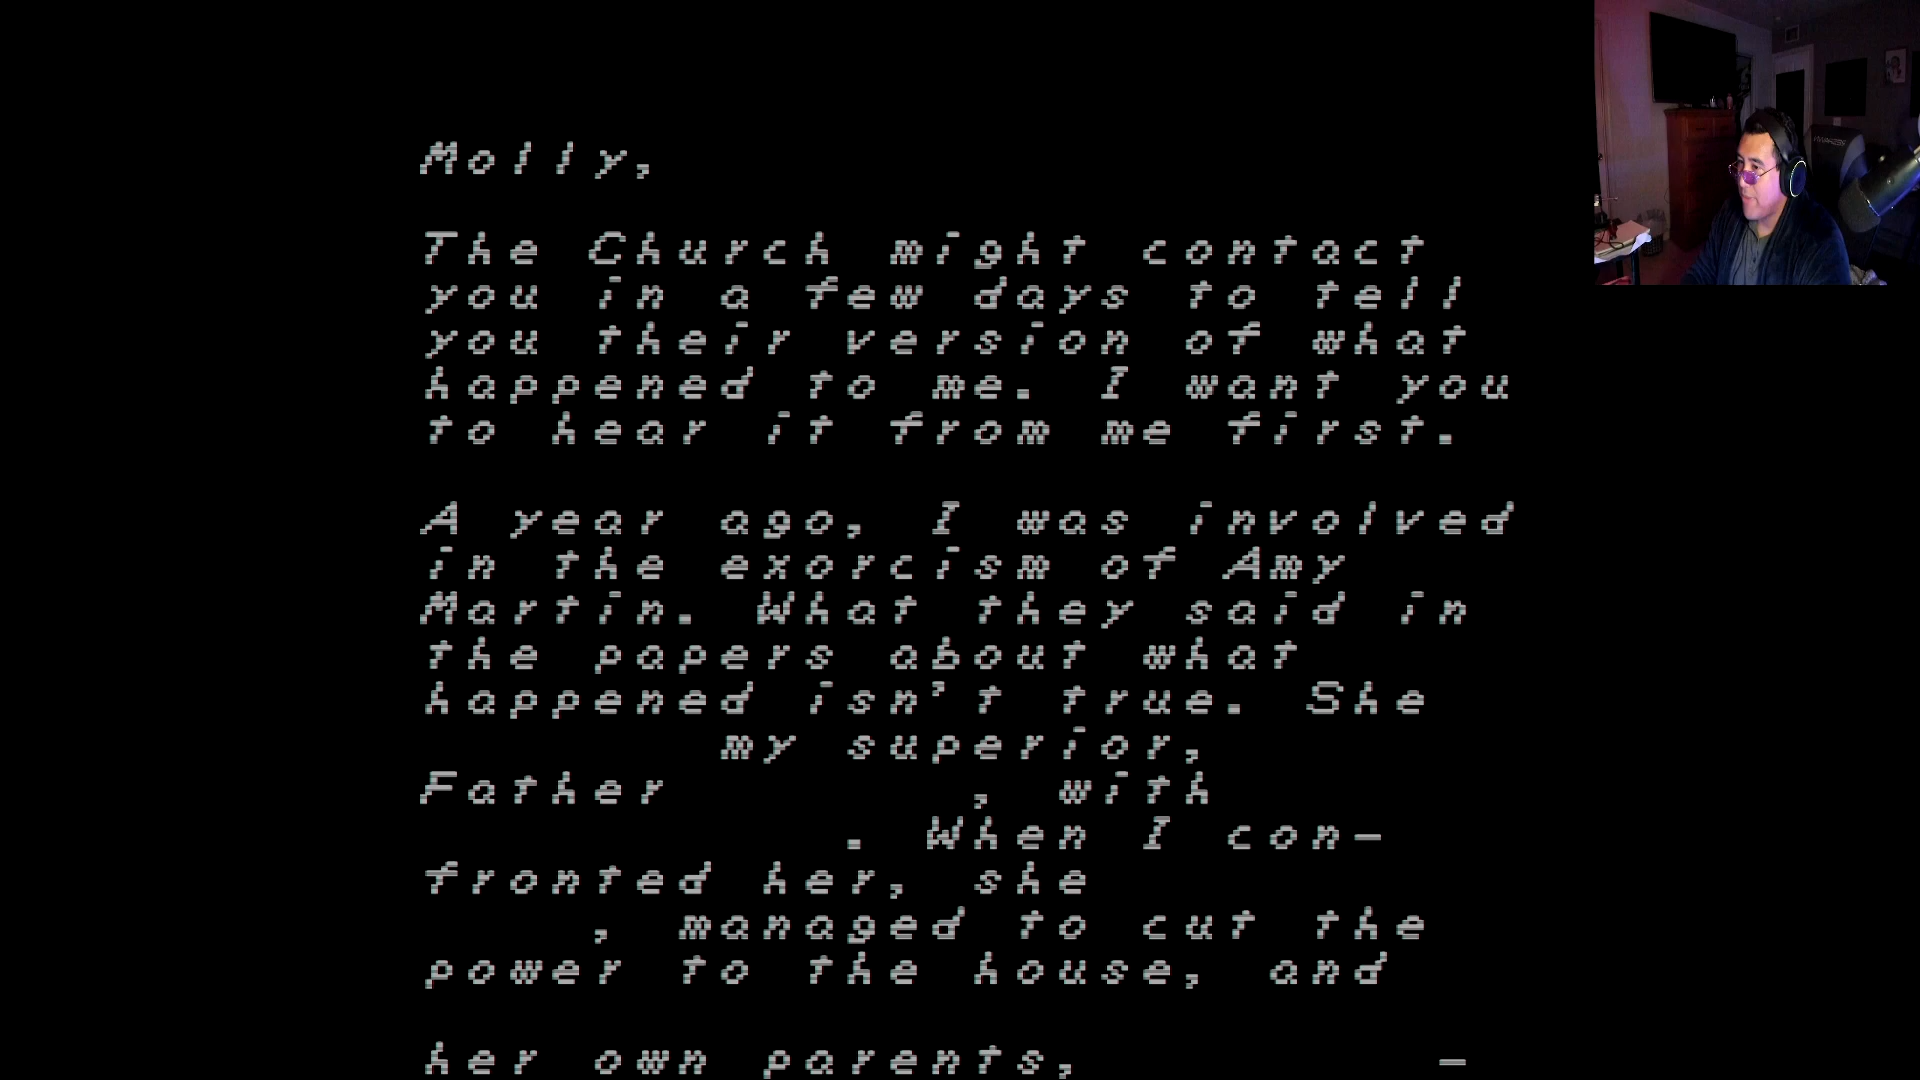 Molly,
The Church might contact
you in a few days to tell
you their version of what
happened to me. I want you
to hear it from me first.
A year ago, I was involved
in the exorcism of Amy
Martin. What they said in
the papers about what
happened isn't true. She
my superior,
Father , with
. When I con-
fronted her, she
, managed to cut the
power to the house, and
her own parents, -